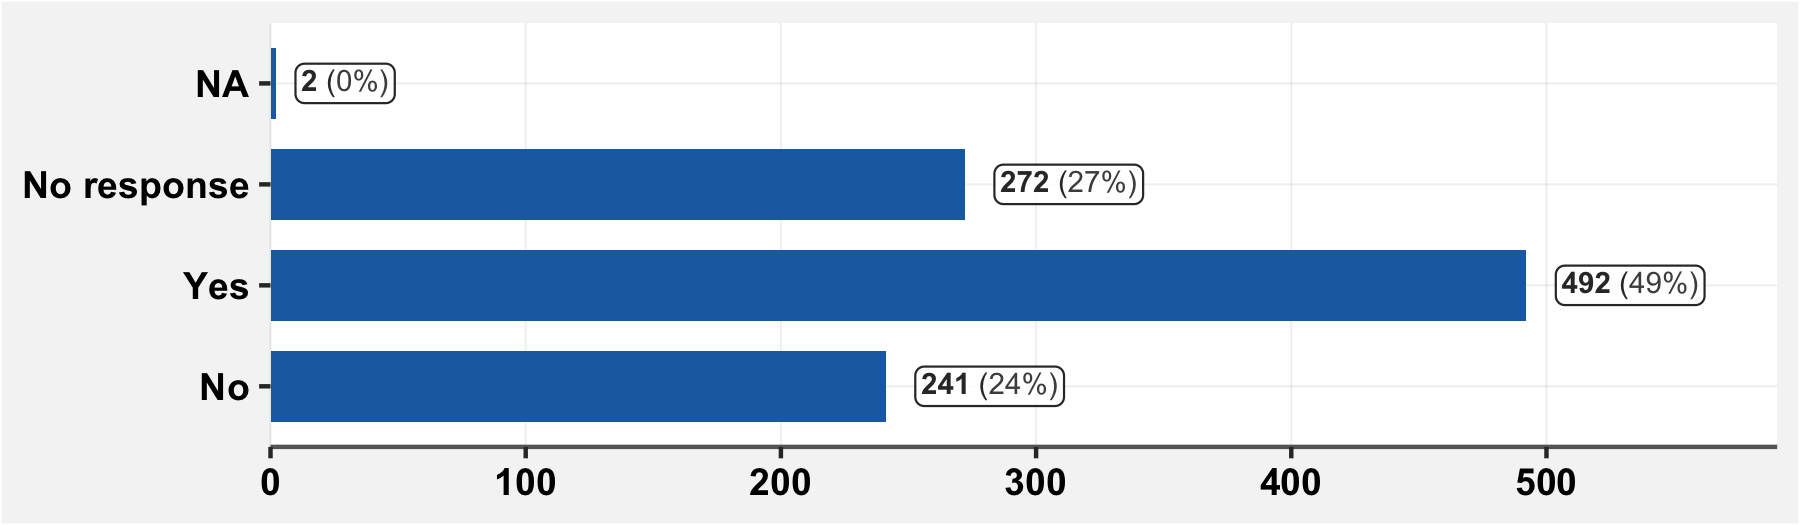 NA 2 (0%)
No response 272 (27%)
Yes 492 (49%)
No 241 (24%)
0 100 200 300 400 500